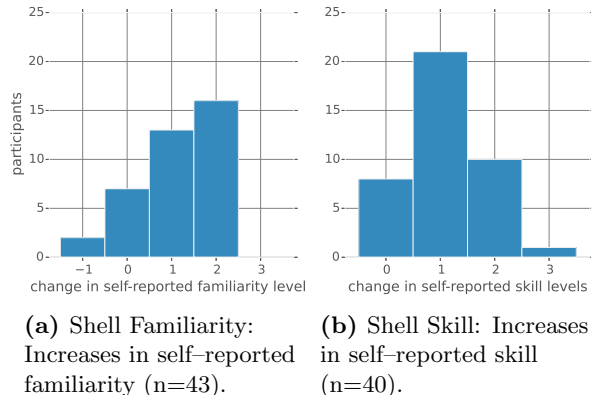 25
20
15
10
5
0
participants
−1 0 1 2 3
change in self-reported familiarity level
25
20
15
10
5
0
0 1 2 3
change in self-reported skill levels
(a) Shell Familiarity:
Increases in self–reported
familiarity (n=43).
(b) Shell Skill: Increases
in self–reported skill
(n=40).